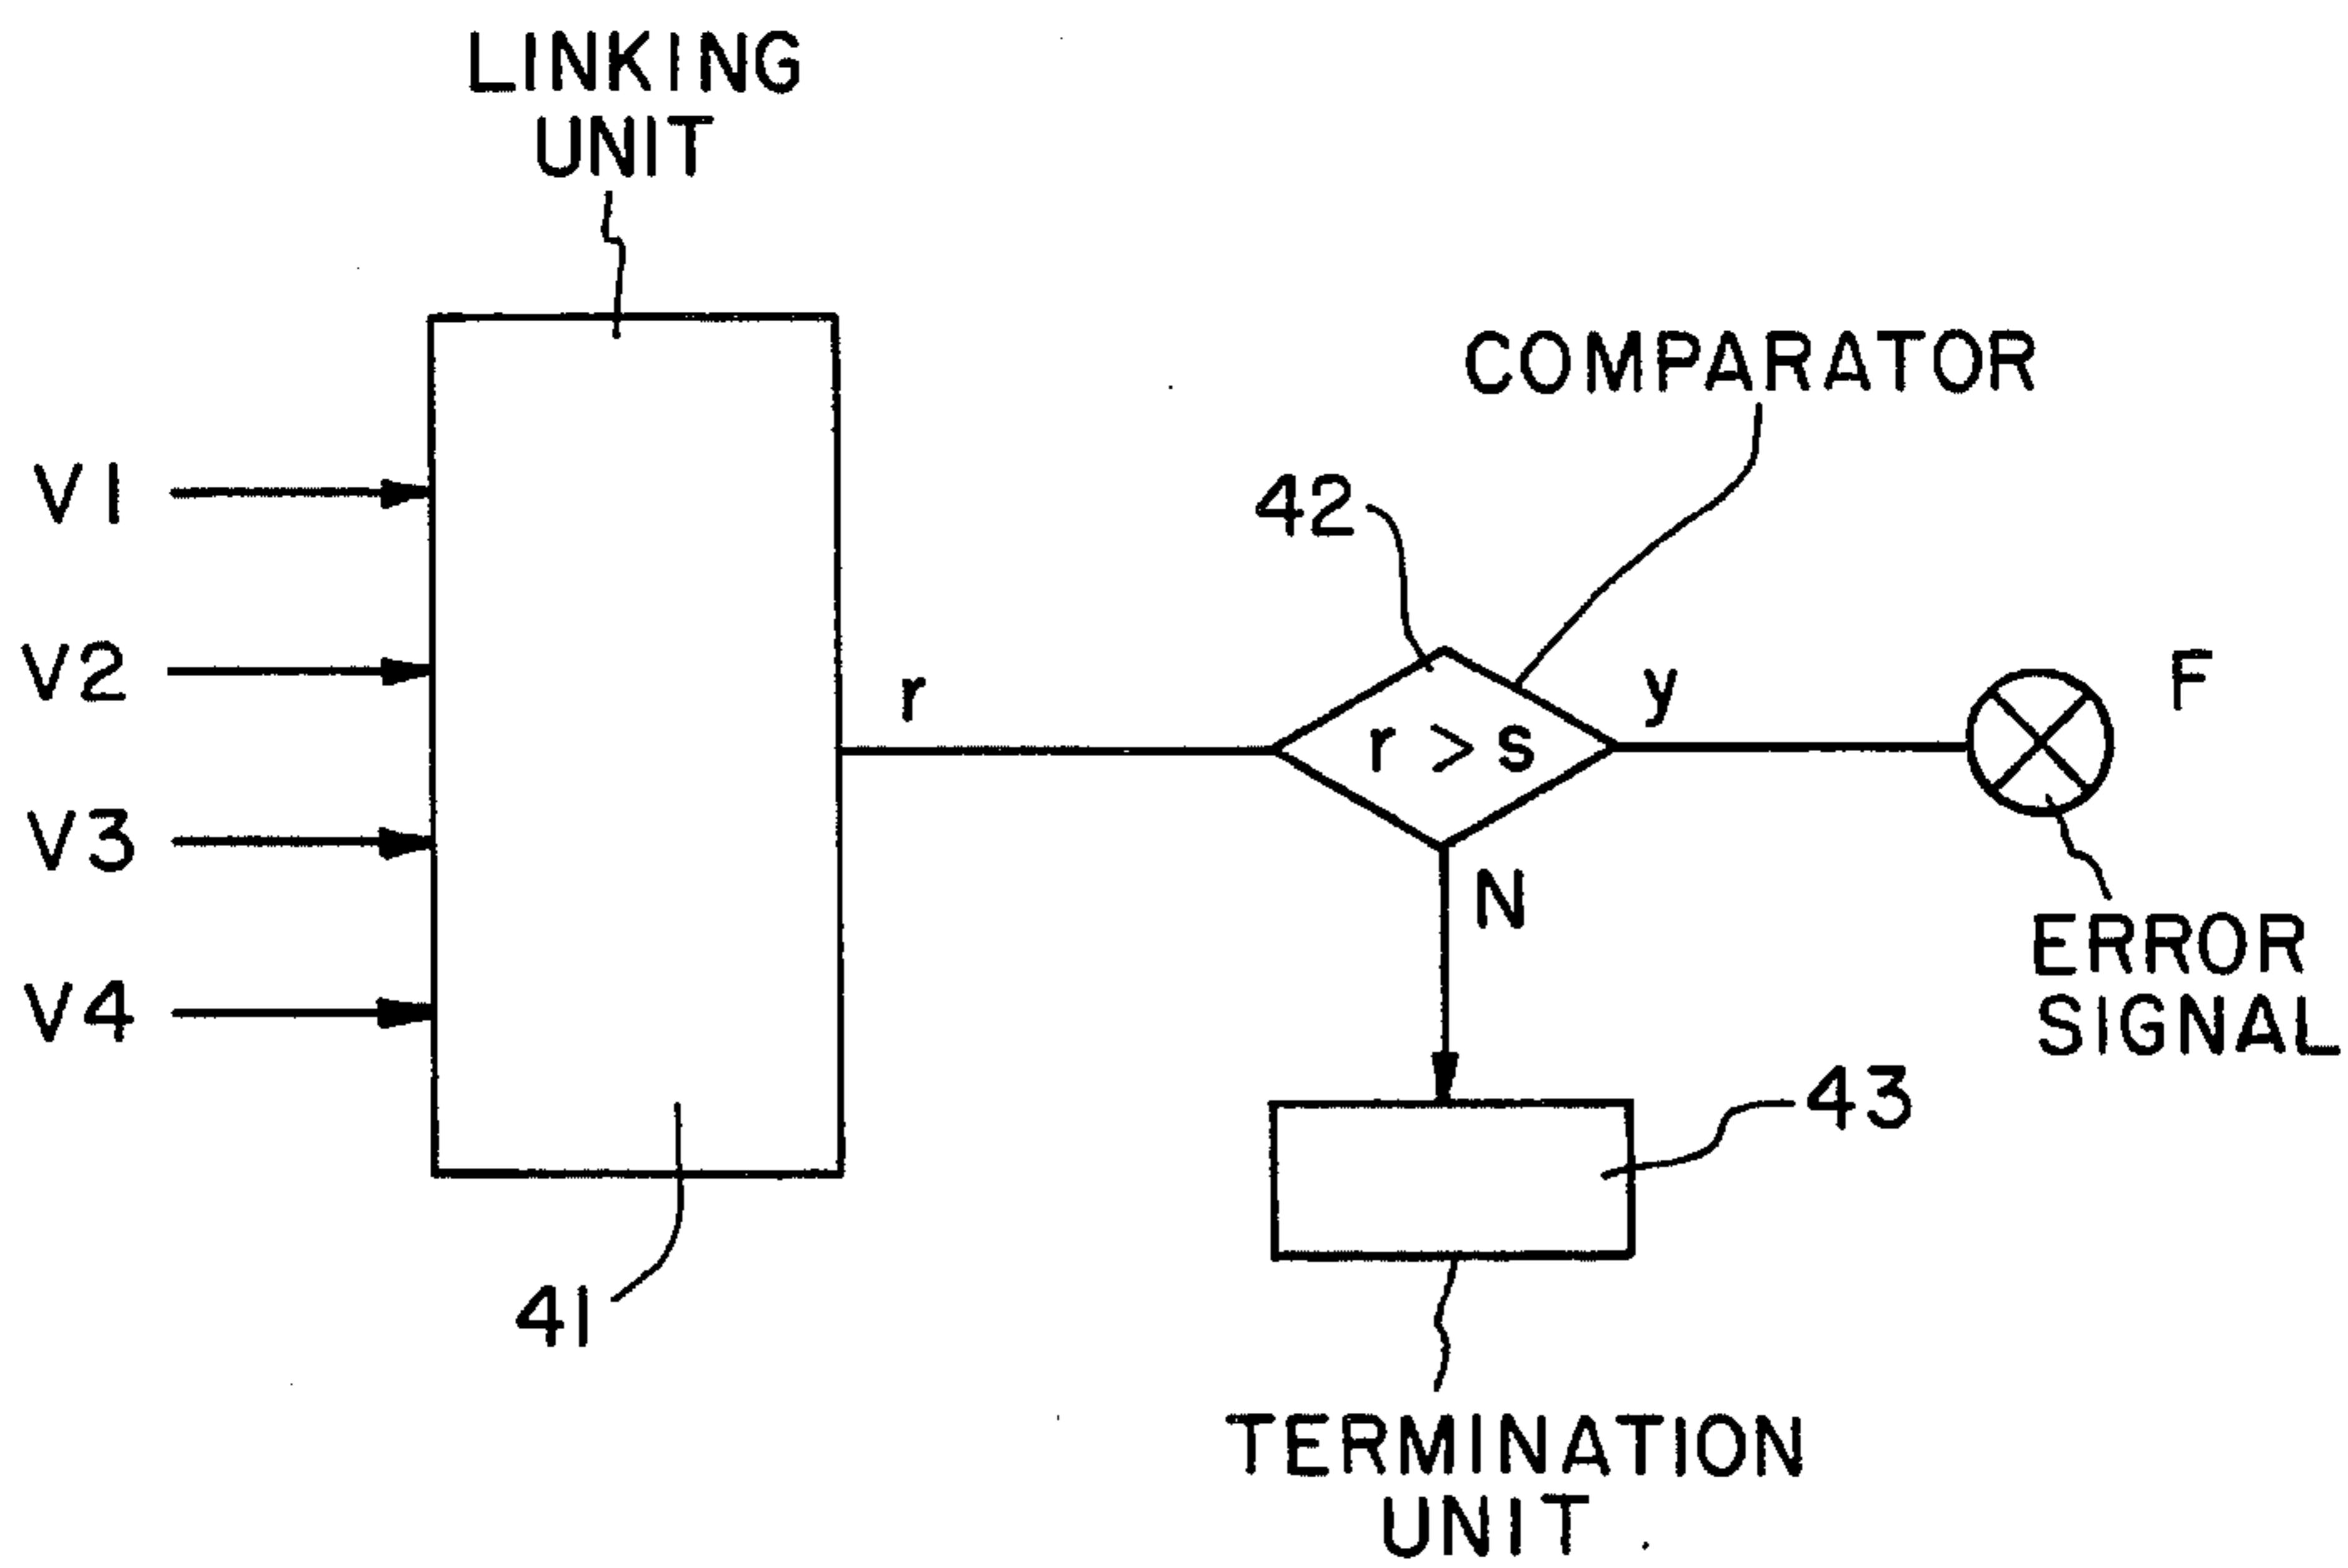 LINKING
UNIT
COMPARATOR
V1
42
V2
r
y
F
r > s
V3
N
ERROR
SIGNAL
V4
43
41
TERMINATION
UNIT